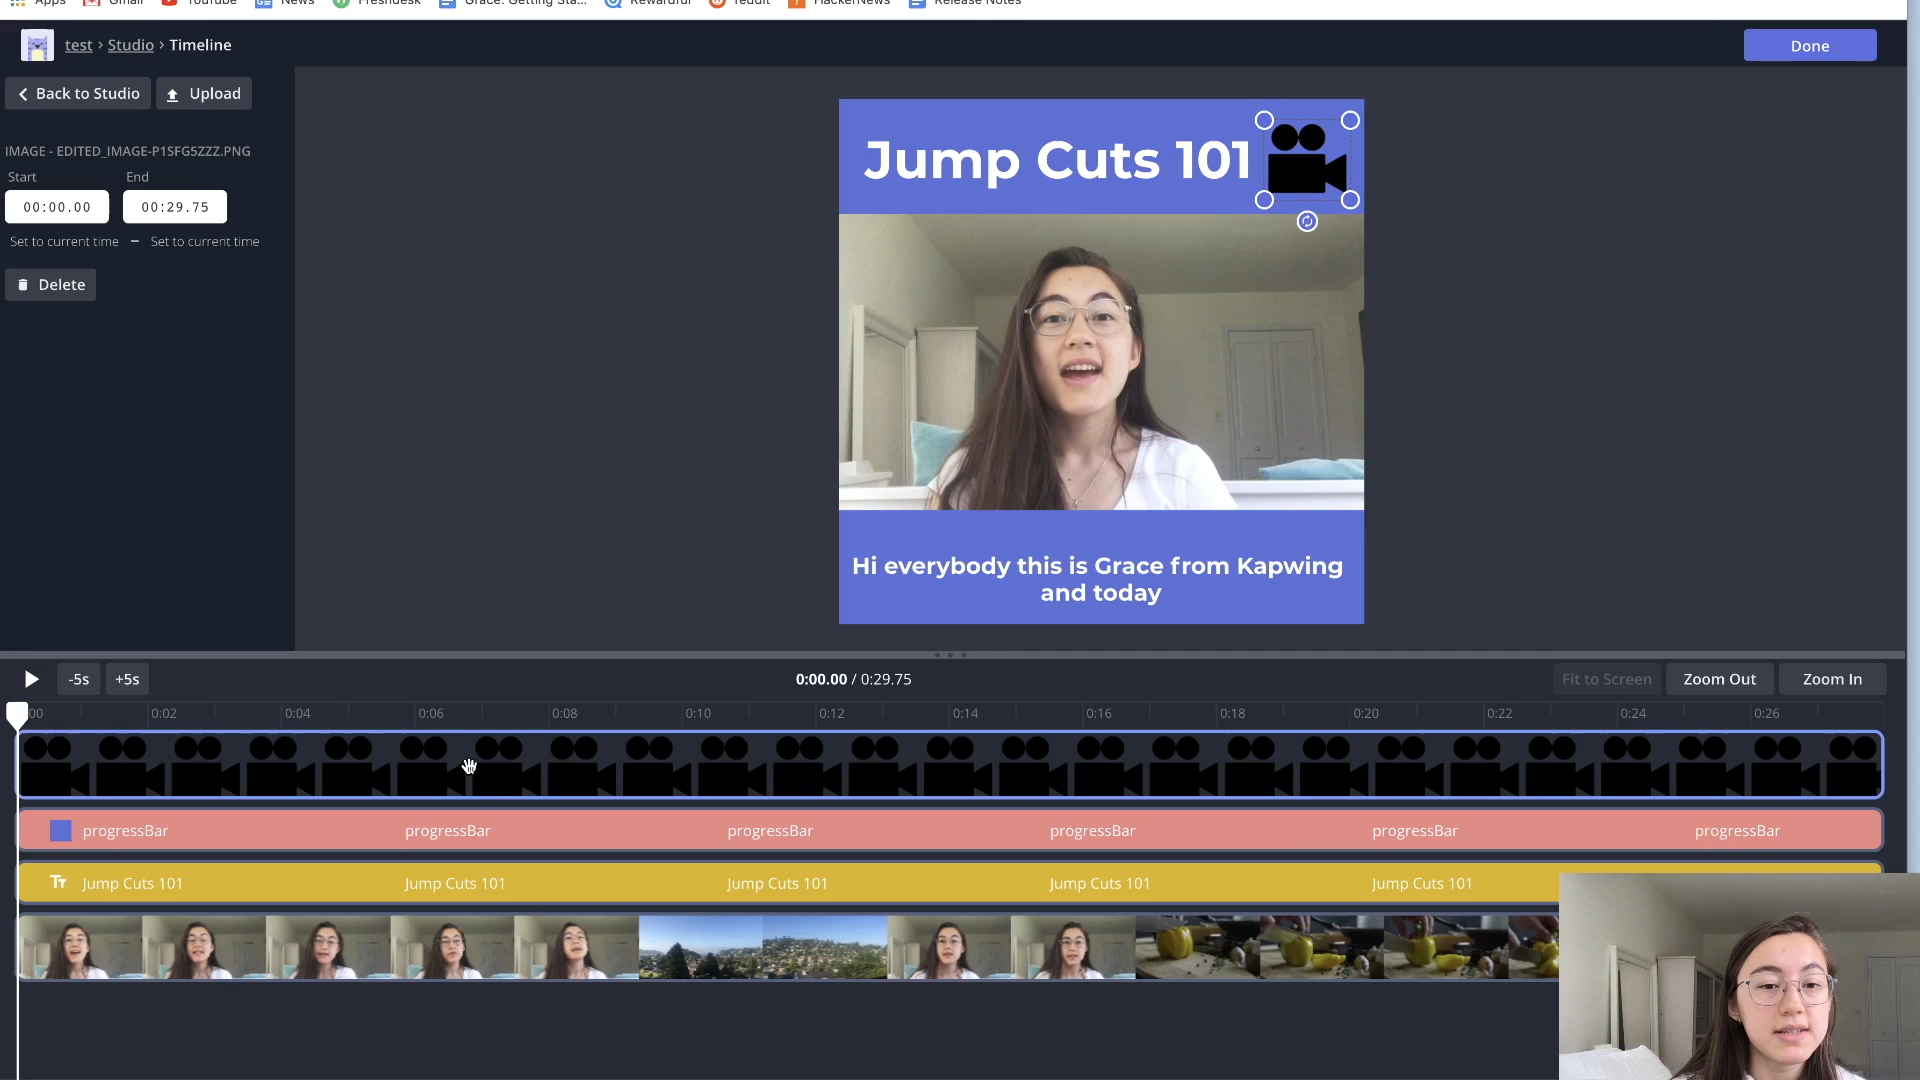 Apps Gmail YouTube News Freshdesk Grace: Getting Sta... Rewardful reddit HackerNews Release Notes
test › Studio › Timeline
Done
Back to Studio
Upload
IMAGE - EDITED_IMAGE-P1SFG5ZZZ.PNG
Start End
00:00.00 00:29.75
Set to current time – Set to current time
Delete
Jump Cuts 101
Hi everybody this is Grace from Kapwing
and today
-5s +5s
0:00.00 / 0:29.75
Fit to Screen Zoom Out Zoom In
00 0:02 0:04 0:06 0:08 0:10 0:12 0:14 0:16 0:18 0:20 0:22 0:24 0:26
progressBar progressBar progressBar progressBar progressBar progressBar
Tт Jump Cuts 101 Jump Cuts 101 Jump Cuts 101 Jump Cuts 101 Jump Cuts 101